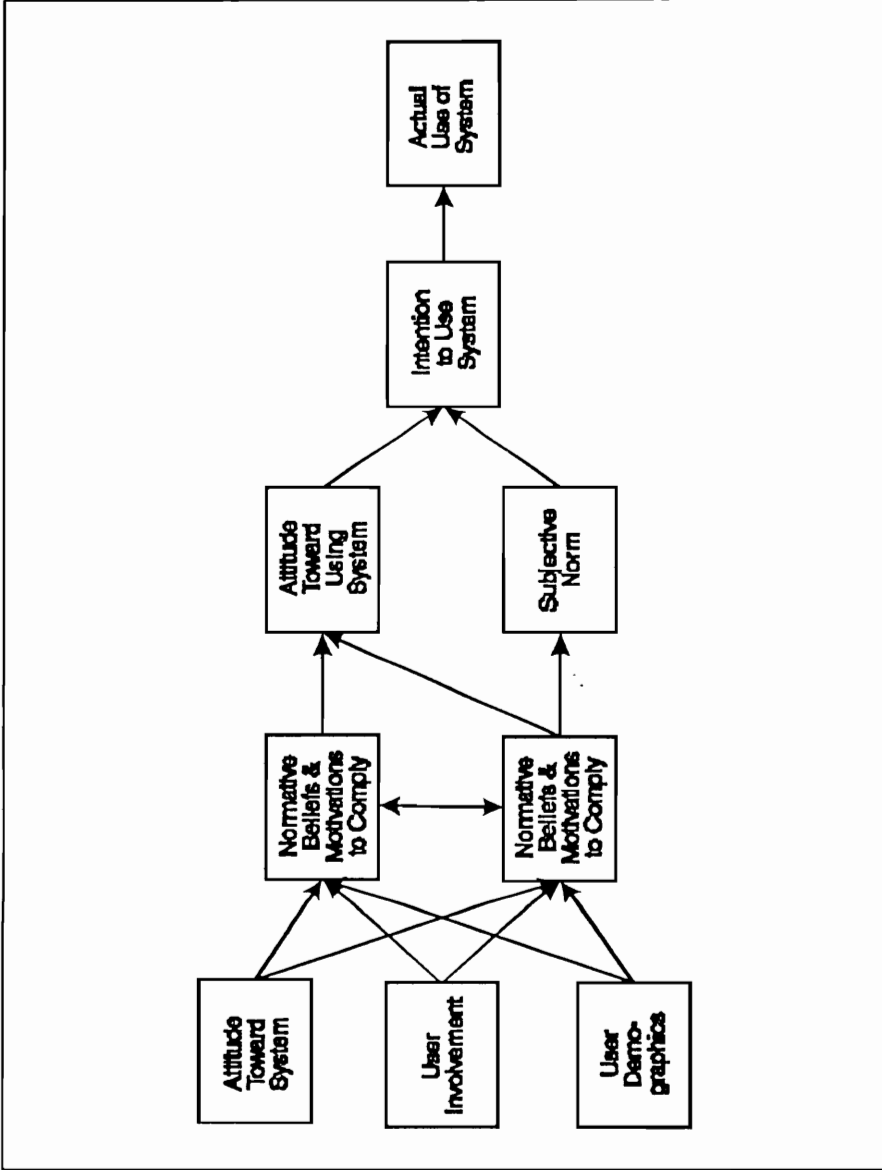 Attitude
Toward
System
User
Involvement
User
Demo-
graphics
Normative
Beliefs &
Motivations
to Comply
Normative
Beliefs &
Motivations
to Comply
Attitude
Toward
Using
System
Subjective
Norm
Intention
to Use
System
Actual
Use of
System